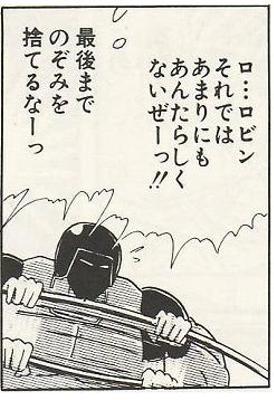 ロ…ロビン
それでは
あまりにも
あんたらしく
ないぜーっ!!
最後まで
のぞみを
捨てるなーっ